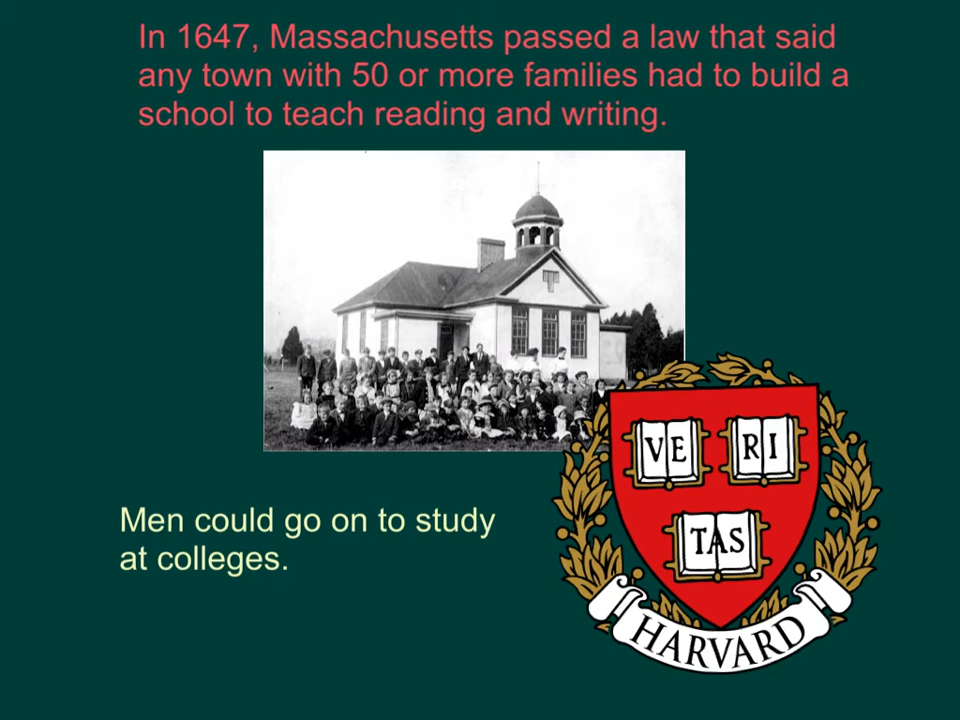 In 1647, Massachusetts passed a law that said
any town with 50 or more families had to build a
school to teach reading and writing.
VE RI
TAS
HARVARD
Men could go on to study
at colleges.